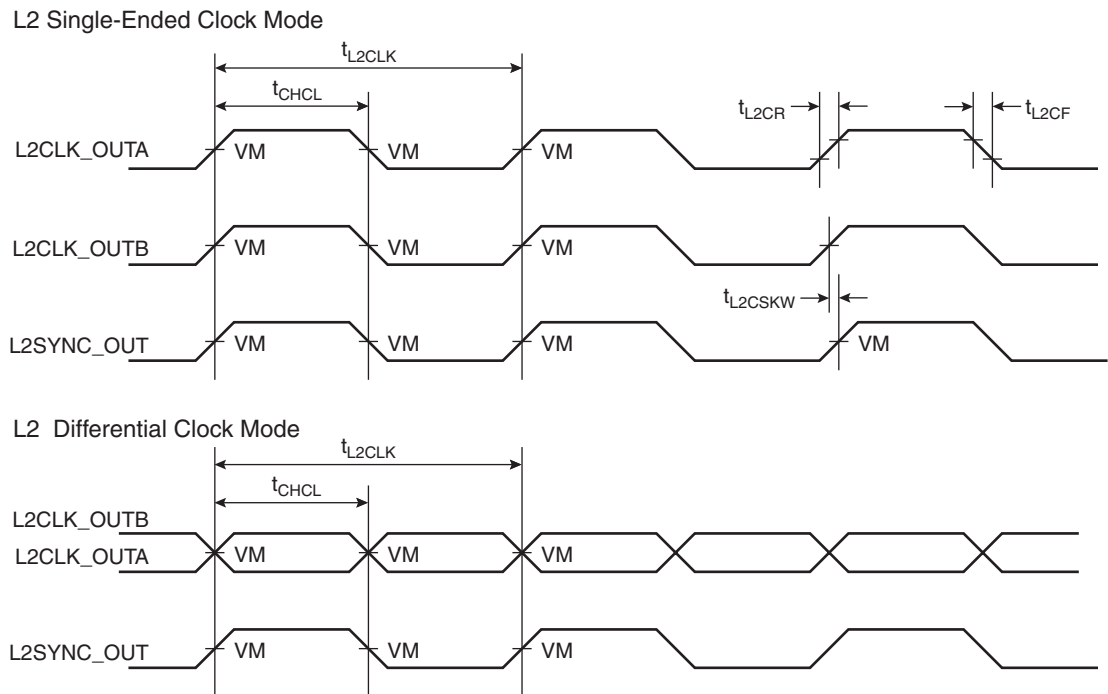 L2 Single-Ended Clock Mode
tL2CLK
tCHCL
tL2CR
tL2CF
L2CLK_OUTA
VM
VM
VM
L2CLK_OUTB
VM
VM
VM
tL2CSKW
L2SYNC_OUT
VM
VM
VM
VM
L2 Differential Clock Mode
tL2CLK
tCHCL
L2CLK_OUTB
L2CLK_OUTA
VM
VM
VM
L2SYNC_OUT
VM
VM
VM